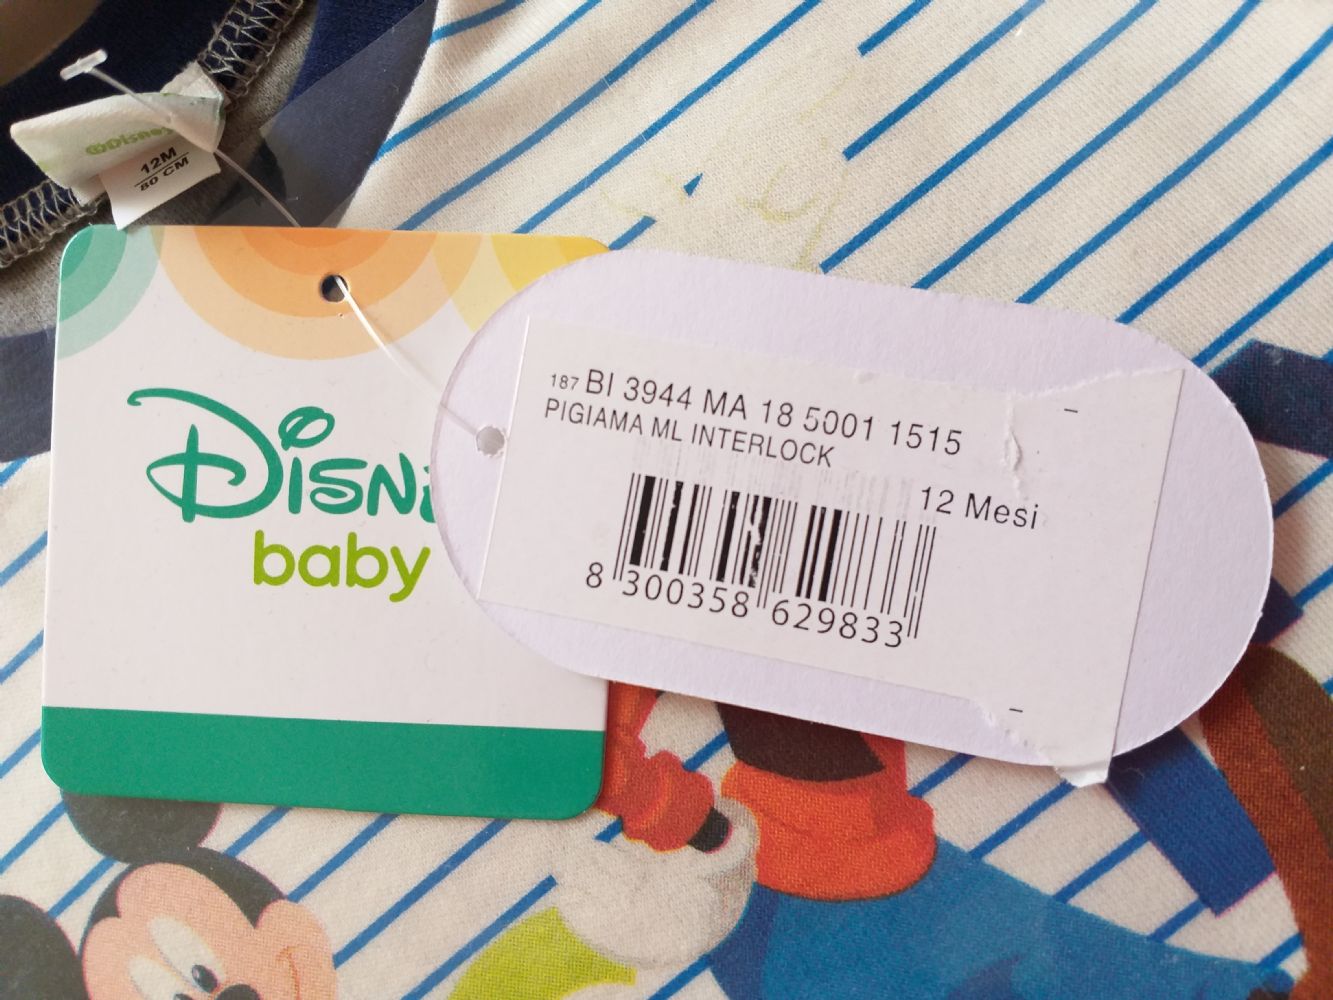 ©Disney
12M
80 CM
DISNE
baby
187 BI 3944 MA 18 5001 1515
PIGIAMA ML INTERLOCK
12 Mesi
8 300358 629833